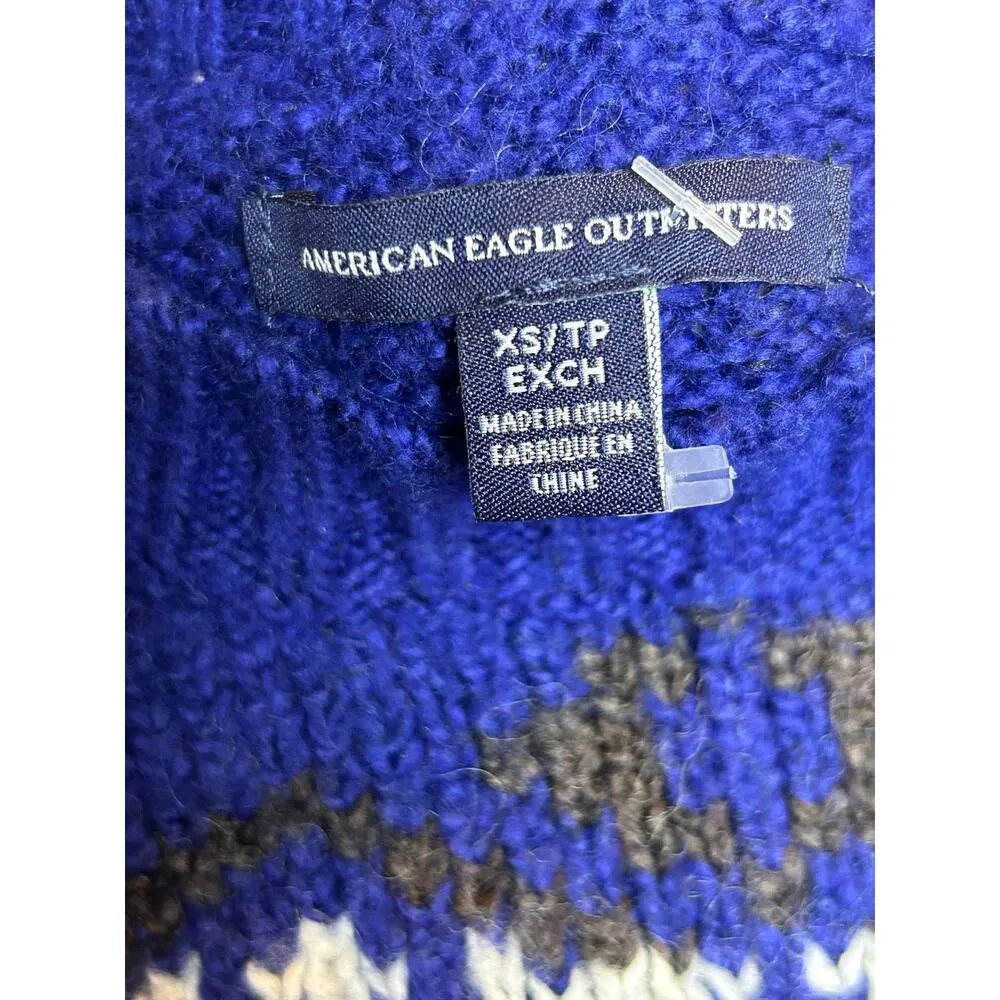 AMERICAN EAGLE OUTFITTERS
XS/TP
EXCH
MADE IN CHINA
FABRIQUÉ EN
CHINE